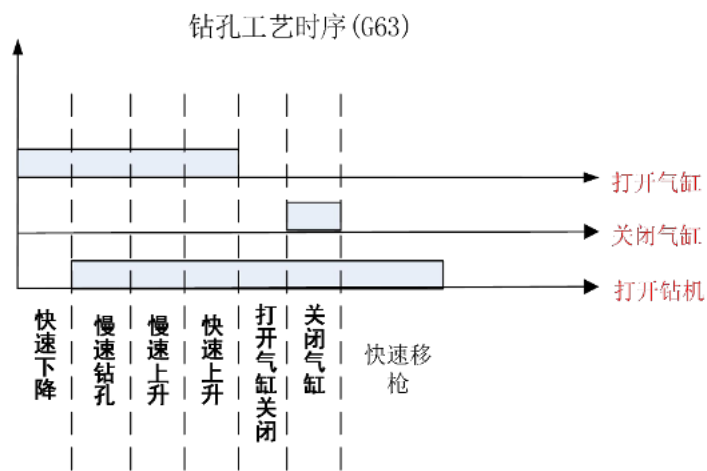 钻孔工艺时序(G63)
打开气缸
关闭气缸
打开钻机
快速下降
慢速钻孔
慢速上升
快速上升
打开气缸关闭
关闭气缸
快速移
枪